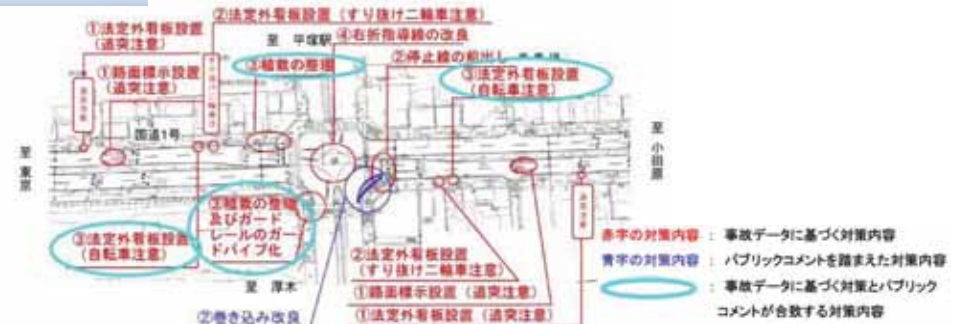 ②法定外看板設置（すり抜け二輪車注意）
①法定外看板設置
（追突注意）
至 平塚駅
④右折指導線の改良
②停止線の前出し
③植栽の整理
③法定外看板設置
（自転車注意）
①路面標示設置
（追突注意）
国道1号
至 東京
至 小田原
③植栽の整理
及びガード
レールのガー
ドパイプ化
③法定外看板設置
（自転車注意）
②法定外看板設置
（すり抜け二輪車注意）
①路面標示設置（追突注意）
①法定外看板設置（追突注意）
至 厚木
②巻き込み改良
赤字の対策内容 ： 事故データに基づく対策内容
青字の対策内容 ： パブリックコメントを踏まえた対策内容
： 事故データに基づく対策とパブリック
コメントが合致する対策内容